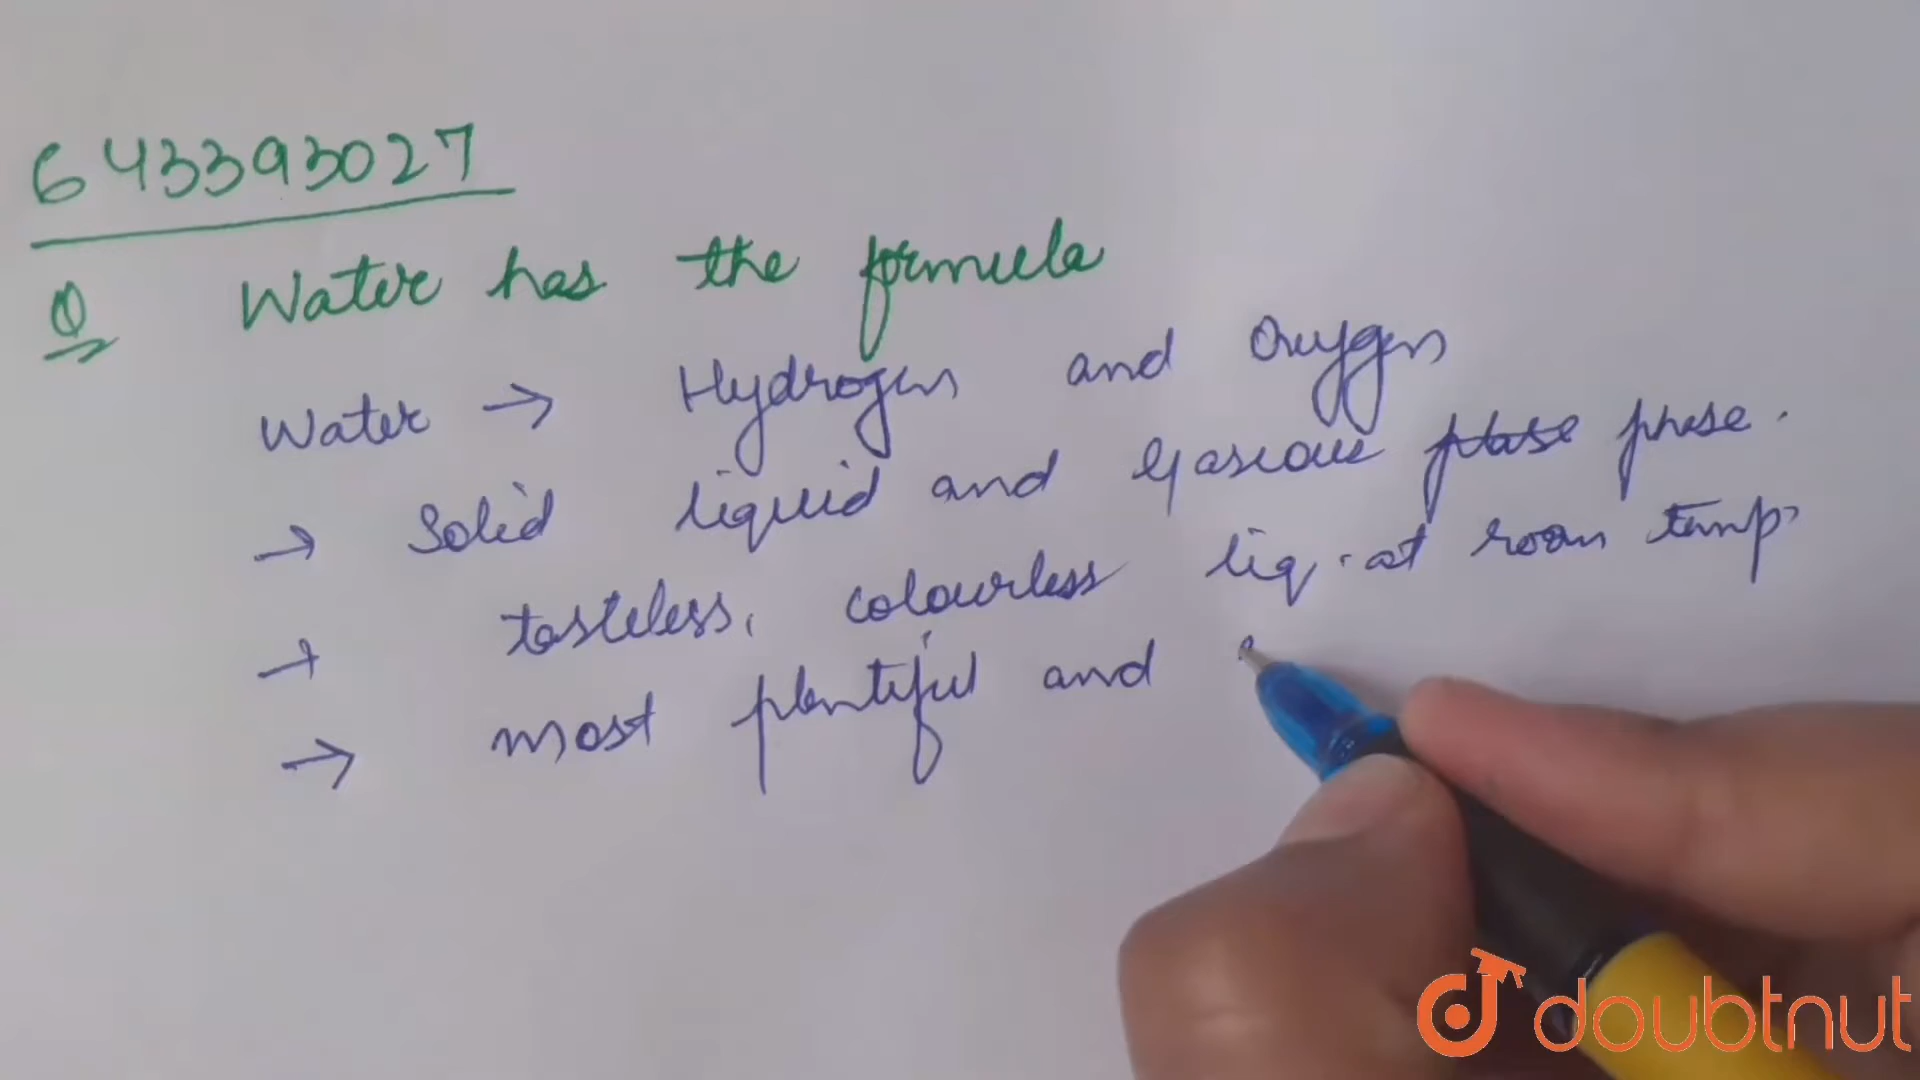 643393027
Q Water has the formula
Water → Hydrogen and Oxygen
→ Solid liquid and Gaseous phase phase.
→ tasteless, colourless liq. at room temp.
→ most plentiful and
doubtnut